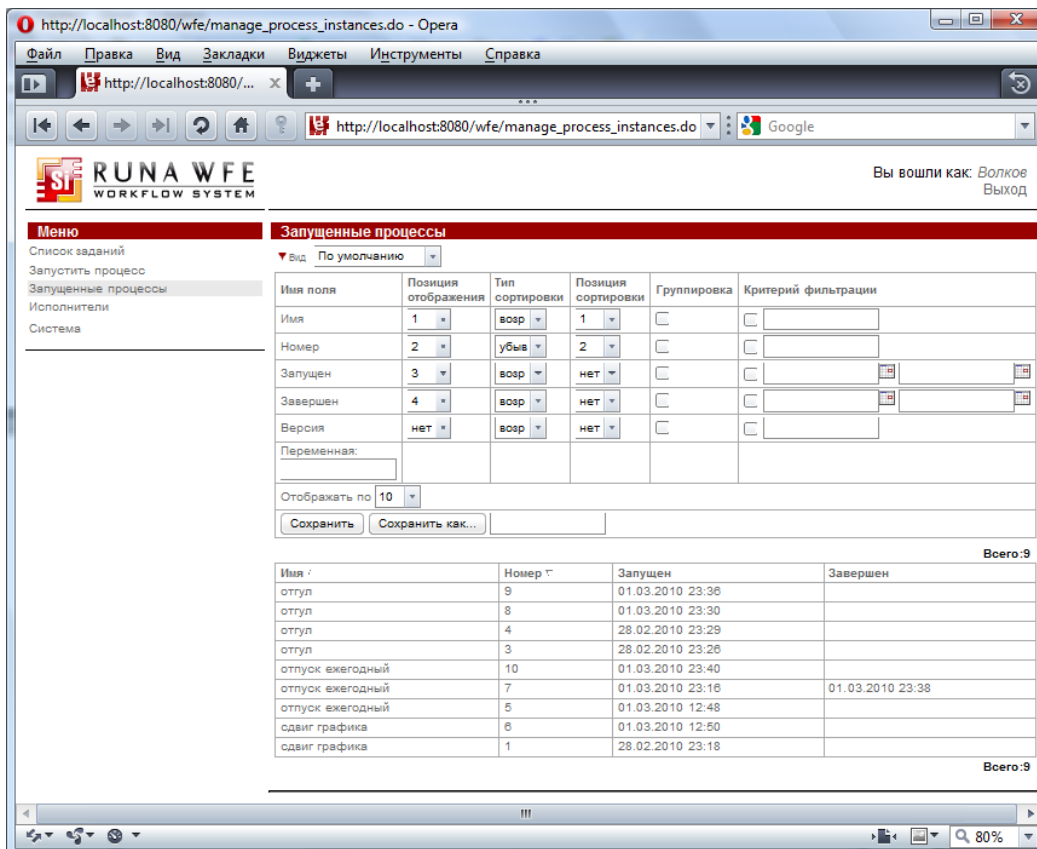 http://localhost:8080/wfe/manage_process_instances.do - Opera
Файл Правка Вид Закладки Виджеты Инструменты Справка
http://localhost:8080/...
http://localhost:8080/wfe/manage_process_instances.do Google
RUNA WFE
WORKFLOW SYSTEM
Вы вошли как: Волков
Выход
Меню
Список заданий
Запустить процесс
Запущенные процессы
Исполнители
Система
Запущенные процессы
Вид По умолчанию
Имя поля Позиция отображения Тип сортировки Позиция сортировки Группировка Критерий фильтрации
Имя 1 возр 1
Номер 2 убыв 2
Запущен 3 возр нет
Завершен 4 возр нет
Версия нет возр нет
Переменная:
Отображать по 10
Сохранить Сохранить как...
Всего:9
Имя Номер Запущен Завершен
отгул 9 01.03.2010 23:36
отгул 8 01.03.2010 23:30
отгул 4 28.02.2010 23:29
отгул 3 28.02.2010 23:26
отпуск ежегодный 10 01.03.2010 23:40
отпуск ежегодный 7 01.03.2010 23:16 01.03.2010 23:38
отпуск ежегодный 5 01.03.2010 12:48
сдвиг графика 6 01.03.2010 12:50
сдвиг графика 1 28.02.2010 23:18
Всего:9
80%